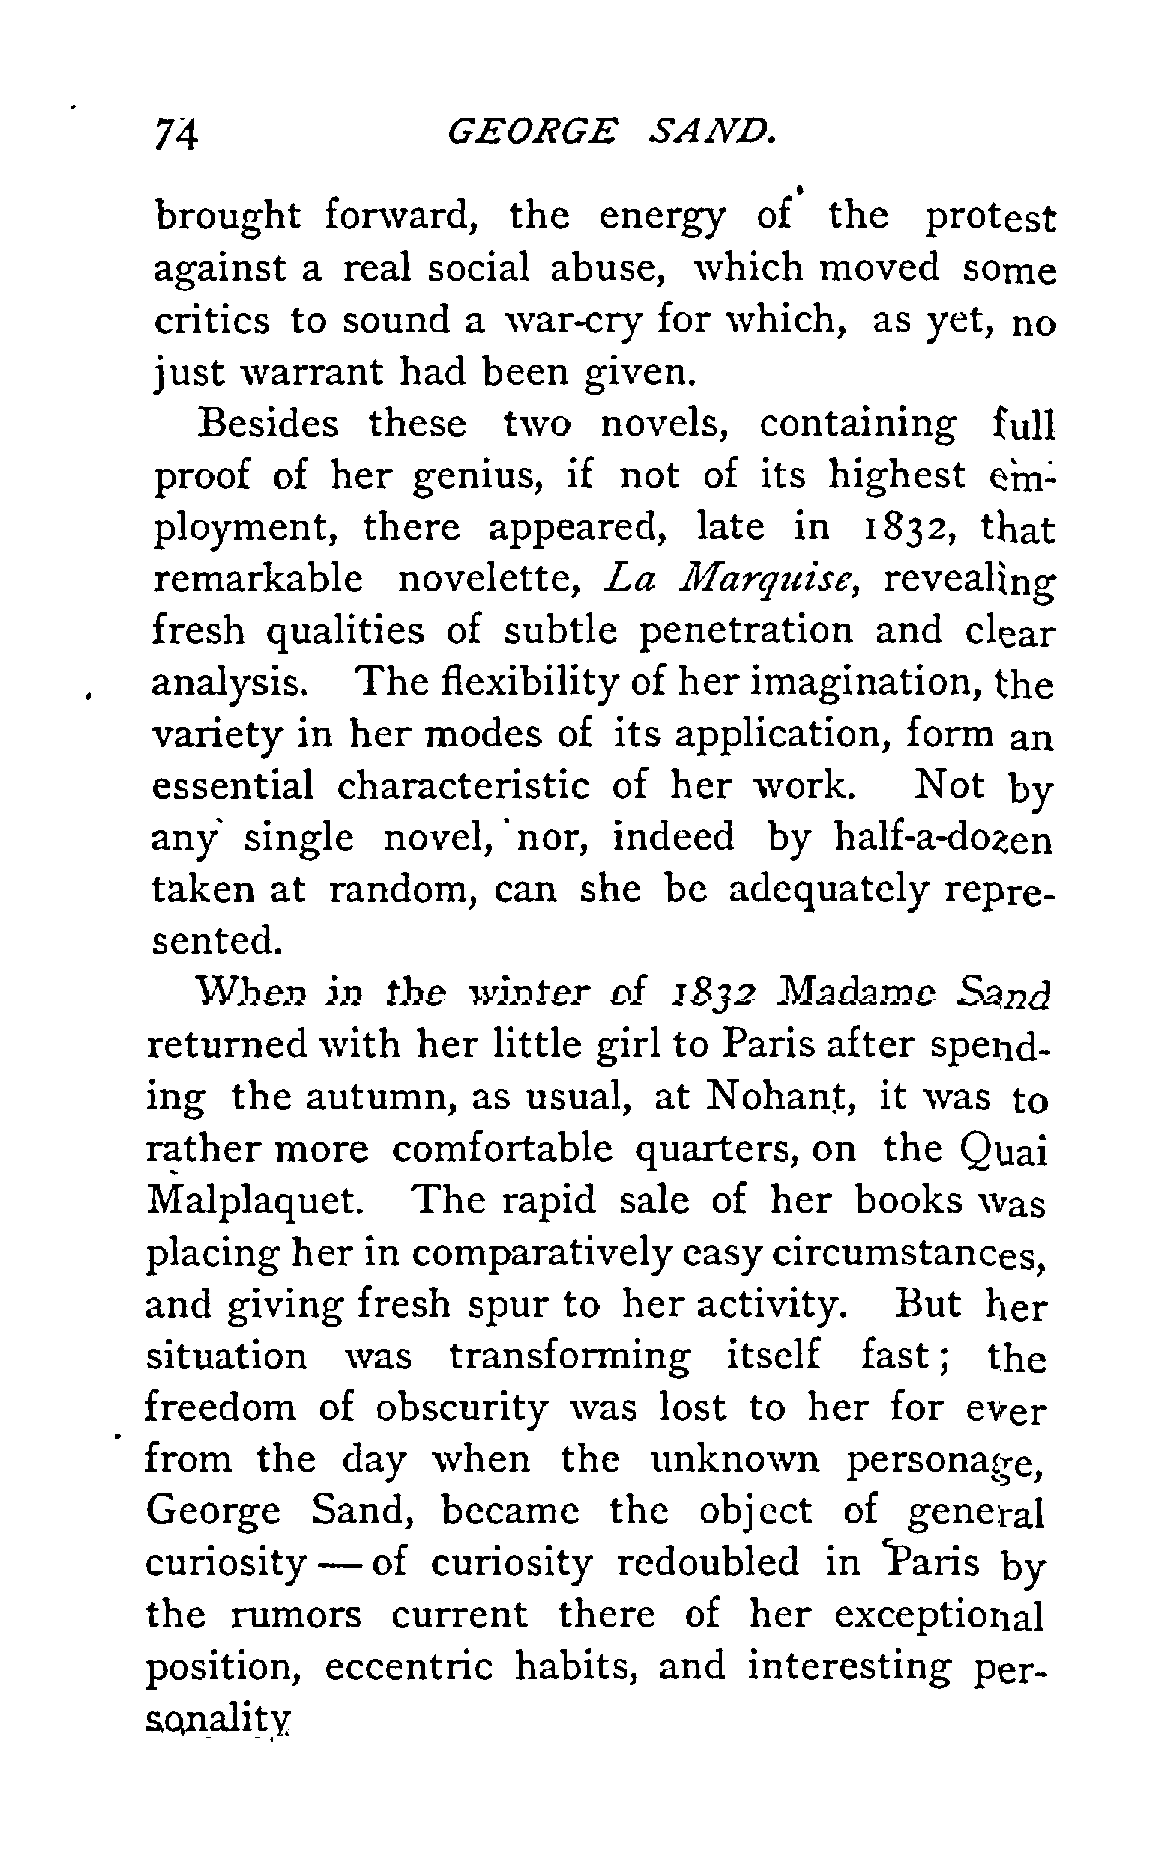 74 GEORGE SAND.
brought forward, the energy of the protest
against a real social abuse, which moved some
critics to sound a war-cry for which, as yet, no
just warrant had been given.
Besides these two novels, containing full
proof of her genius, if not of its highest em-
ployment, there appeared, late in 1832, that
remarkable novelette, La Marquise, revealing
fresh qualities of subtle penetration and clear
analysis. The flexibility of her imagination, the
variety in her modes of its application, form an
essential characteristic of her work. Not by
any single novel, nor, indeed by half-a-dozen
taken at random, can she be adequately repre-
sented.
When in the winter of 1832 Madame Sand
returned with her little girl to Paris after spend-
ing the autumn, as usual, at Nohant, it was to
rather more comfortable quarters, on the Quai
Malplaquet. The rapid sale of her books was
placing her in comparatively easy circumstances,
and giving fresh spur to her activity. But her
situation was transforming itself fast; the
freedom of obscurity was lost to her for ever
from the day when the unknown personage,
George Sand, became the object of general
curiosity — of curiosity redoubled in Paris by
the rumors current there of her exceptional
position, eccentric habits, and interesting per-
sonality